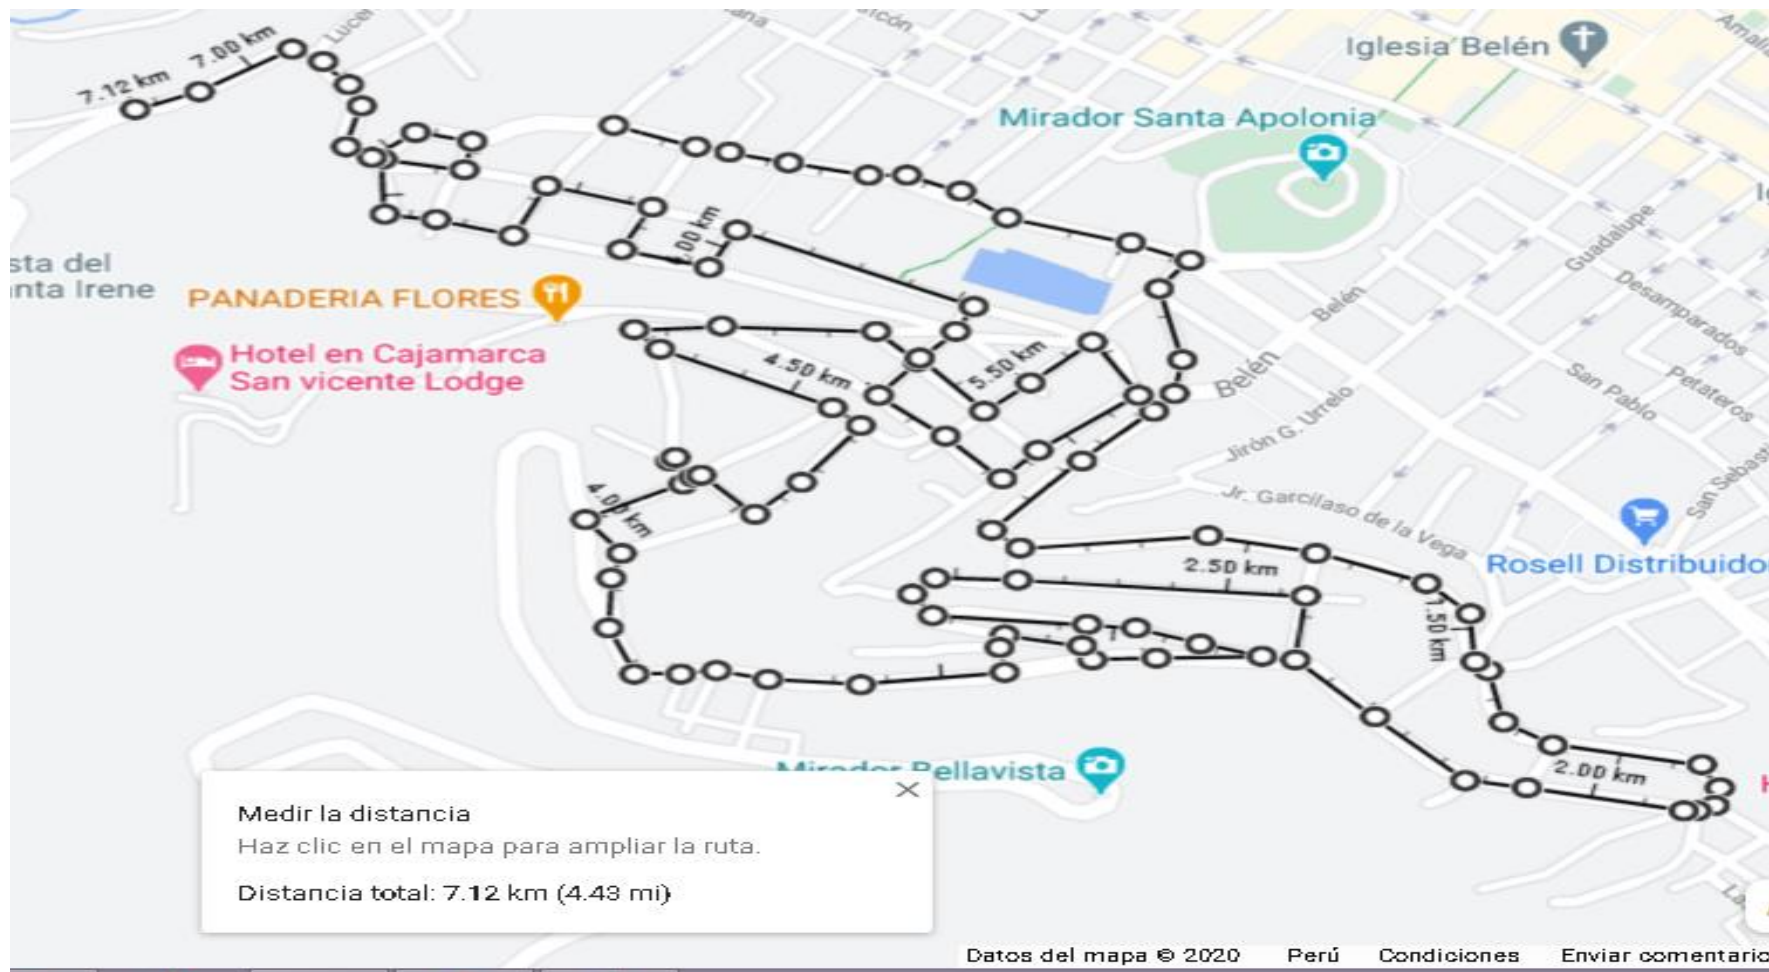 7.12 km
7.00 km
Iglesia Belén
Mirador Santa Apolonia
Guadalupe
Desamparados
Belén
PANADERIA FLORES
Hotel en Cajamarca
San vicente Lodge
4.50 km
5.50 km
Belén
San Pablo
Petateros
Jirón G. Urrelo
4.00 km
Jr. Garcilaso de la Vega
Rosell Distribuido
2.50 km
1.50 km
2.00 km
Mirador Bellavista
Medir la distancia
Haz clic en el mapa para ampliar la ruta.
Distancia total: 7.12 km (4.43 mi)
Datos del mapa © 2020 Perú Condiciones Enviar comentario